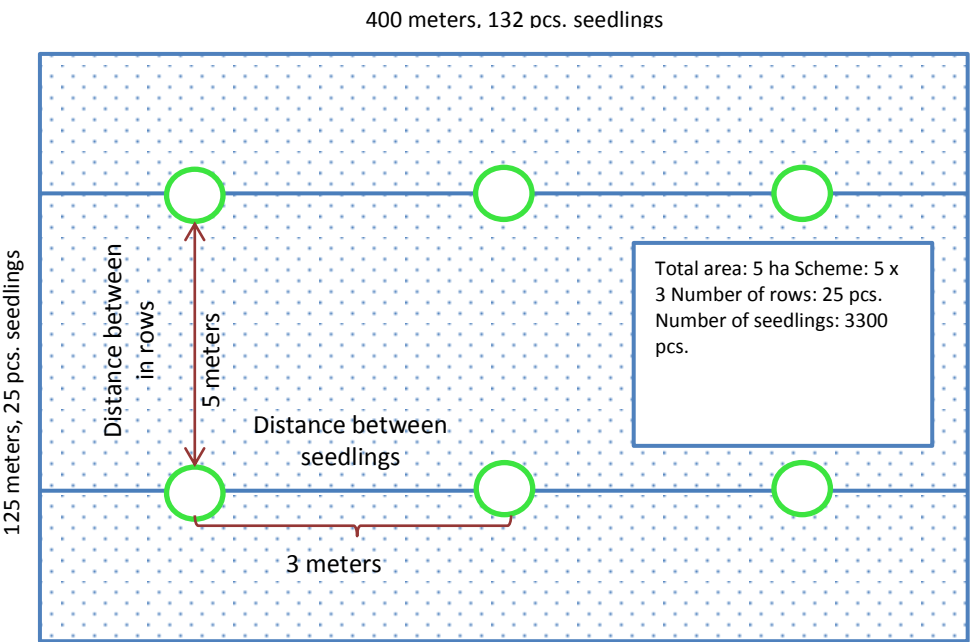 400 meters, 132 pcs. seedlings
125 meters, 25 pcs. seedlings
Distance between
in rows
5 meters
Total area: 5 ha Scheme: 5 x
3 Number of rows: 25 pcs.
Number of seedlings: 3300
pcs.
Distance between
seedlings
3 meters